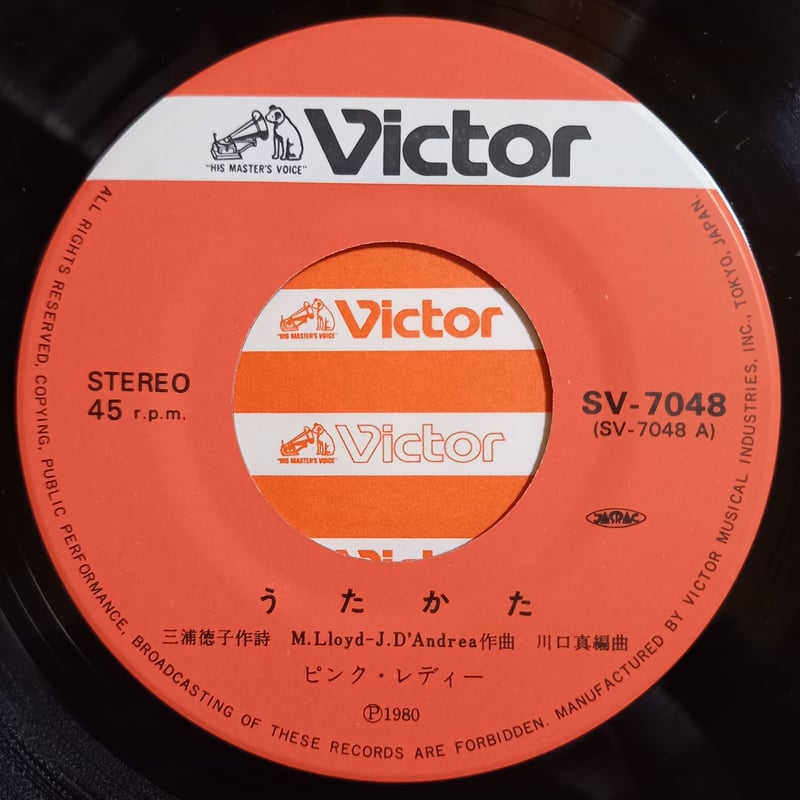 "HIS MASTER'S VOICE" Victor
ALL RIGHTS RESERVED, COPYING, PUBLIC PERFORMANCE, BROADCASTING OF THESE RECORDS ARE FORBIDDEN. MANUFACTURED BY VICTOR MUSICAL INDUSTRIES, INC., TOKYO, JAPAN.
"HIS MASTER'S VOICE" Victor
STEREO
45 r.p.m.
SV-7048
(SV-7048 A)
"HIS MASTER'S VOICE" Victor
JASRAC
Victor
うたかた
三浦徳子作詩 M.Lloyd-J.D'Andrea作曲 川口真編曲
ピンク・レディー
Ⓟ1980